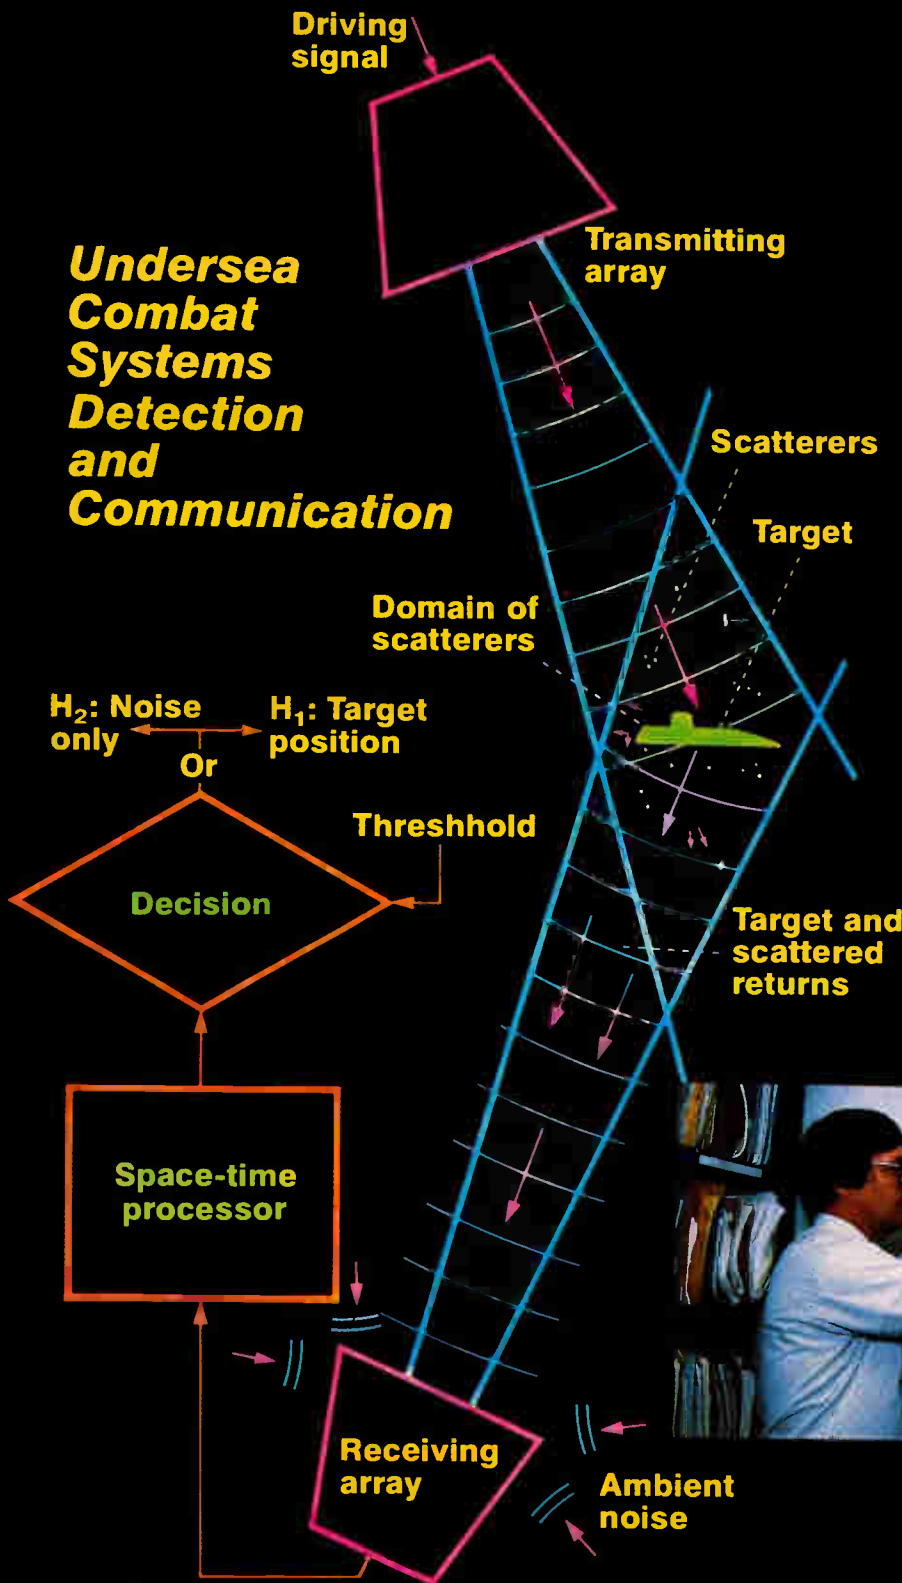 Driving
signal
Undersea
Combat
Systems
Detection
and
Communication
Transmitting
array
Scatterers
Target
Domain of
scatterers
H₂: Noise
only
H₁: Target
position
Or
Threshhold
Decision
Target and
scattered
returns
Space-time
processor
Receiving
array
Ambient
noise